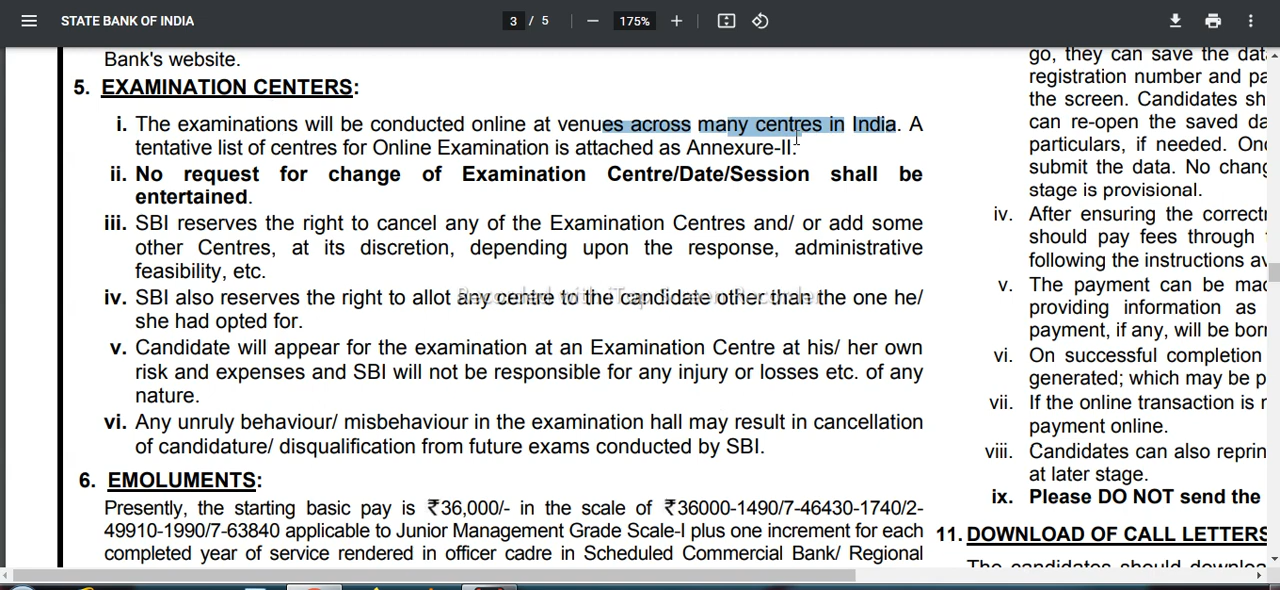 STATE BANK OF INDIA
3 / 5
175%
Bank's website.
5. EXAMINATION CENTERS:
i. The examinations will be conducted online at venues across many centres in India. A
tentative list of centres for Online Examination is attached as Annexure-II.
ii. No request for change of Examination Centre/Date/Session shall be
entertained.
iii. SBI reserves the right to cancel any of the Examination Centres and/ or add some
other Centres, at its discretion, depending upon the response, administrative
feasibility, etc.
iv. SBI also reserves the right to allot any centre to the candidate other than the one he/
she had opted for.
v. Candidate will appear for the examination at an Examination Centre at his/ her own
risk and expenses and SBI will not be responsible for any injury or losses etc. of any
nature.
vi. Any unruly behaviour/ misbehaviour in the examination hall may result in cancellation
of candidature/ disqualification from future exams conducted by SBI.
6. EMOLUMENTS:
Presently, the starting basic pay is ₹36,000/- in the scale of ₹36000-1490/7-46430-1740/2-
49910-1990/7-63840 applicable to Junior Management Grade Scale-I plus one increment for each
completed year of service rendered in officer cadre in Scheduled Commercial Bank/ Regional
go, they can save the dat
registration number and pa
the screen. Candidates sh
can re-open the saved da
particulars, if needed. On
submit the data. No chang
stage is provisional.
iv. After ensuring the correct
should pay fees through
following the instructions av
v. The payment can be mad
providing information as
payment, if any, will be bor
vi. On successful completion
generated; which may be p
vii. If the online transaction is
payment online.
viii. Candidates can also reprin
at later stage.
ix. Please DO NOT send the
11. DOWNLOAD OF CALL LETTERS
The candidates should downloa
Recorded with iTop Screen Recorder